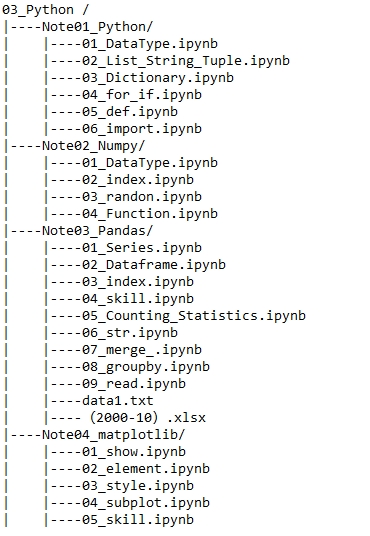 03_Python /
|----Note01_Python/
|    |----01_DataType.ipynb
|    |----02_List_String_Tuple.ipynb
|    |----03_Dictionary.ipynb
|    |----04_for_if.ipynb
|    |----05_def.ipynb
|    |----06_import.ipynb
|----Note02_Numpy/
|    |----01_DataType.ipynb
|    |----02_index.ipynb
|    |----03_randon.ipynb
|    |----04_Function.ipynb
|----Note03_Pandas/
|    |----01_Series.ipynb
|    |----02_Dataframe.ipynb
|    |----03_index.ipynb
|    |----04_skill.ipynb
|    |----05_Counting_Statistics.ipynb
|    |----06_str.ipynb
|    |----07_merge_.ipynb
|    |----08_groupby.ipynb
|    |----09_read.ipynb
|    |----data1.txt
|    |----（2000-10）.xlsx
|----Note04_matplotlib/
|    |----01_show.ipynb
|    |----02_element.ipynb
|    |----03_style.ipynb
|    |----04_subplot.ipynb
|    |----05_skill.ipynb